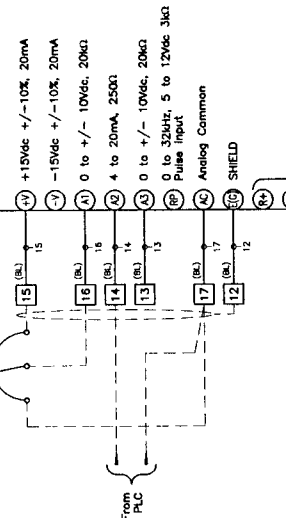 +V +15Vdc +/-10%, 20mA
-V -15Vdc +/-10%, 20mA
A1 0 to +/- 10Vdc, 20kΩ
A2 4 to 20mA, 250Ω
A3 0 to +/- 10Vdc, 20kΩ
RP 0 to 32kHz, 5 to 12Vdc 3kΩ
Pulse input
AC Analog Common
E(G) SHIELD
R+
15 (BL) 15
16 (BL) 16
14 (BL) 14
13 (BL) 13
17 (BL) 17
12 (BL) 12
From
PLC